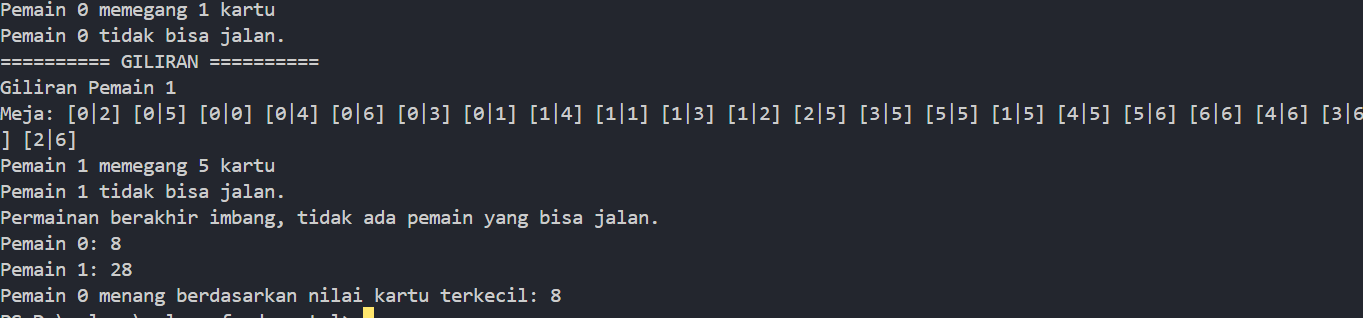 Pemain 0 memegang 1 kartu
Pemain 0 tidak bisa jalan.
========== GILIRAN ==========
Giliran Pemain 1
Meja: [0|2] [0|5] [0|0] [0|4] [0|6] [0|3] [0|1] [1|4] [1|1] [1|3] [1|2] [2|5] [3|5] [5|5] [1|5] [4|5] [5|6] [6|6] [4|6] [3|6
] [2|6]
Pemain 1 memegang 5 kartu
Pemain 1 tidak bisa jalan.
Permainan berakhir imbang, tidak ada pemain yang bisa jalan.
Pemain 0: 8
Pemain 1: 28
Pemain 0 menang berdasarkan nilai kartu terkecil: 8